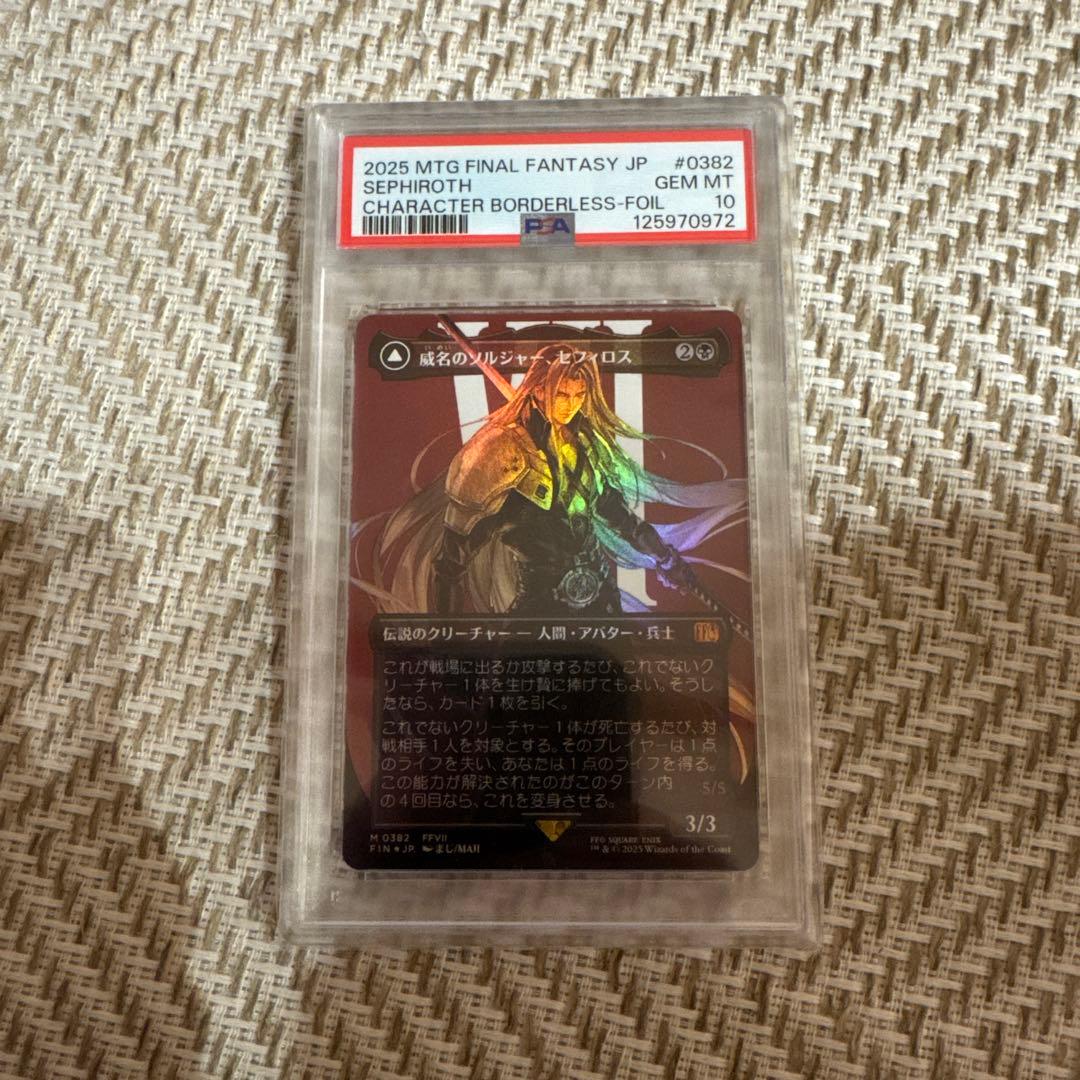 2025 MTG FINAL FANTASY JP #0382
SEPHIROTH GEM MT
CHARACTER BORDERLESS-FOIL 10
PSA 125970972
VII
いめい
威名のソルジャー、セフィロス 2
伝説のクリーチャー — 人間・アバター・兵士
これが戦場に出るか攻撃するたび、これでないク
リーチャー1体を生け贄に捧げてもよい。そうし
たなら、カード1枚を引く。
これでないクリーチャー1体が死亡するたび、対
戦相手1人を対象とする。そのプレイヤーは1点
のライフを失い、あなたは1点のライフを得る。
この能力が解決されたのがこのターン内
の4回目なら、これを変身させる。
5/5
3/3
M 0382 FFVII
FIN★JP まし/MAJI
FF© SQUARE ENIX
™ & © 2025 Wizards of the Coast